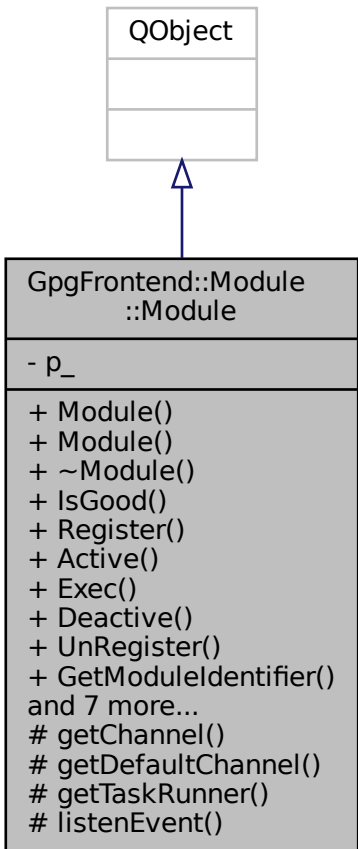 QObject
GpgFrontend::Module
::Module
- p_
+ Module()
+ Module()
+ ~Module()
+ IsGood()
+ Register()
+ Active()
+ Exec()
+ Deactive()
+ UnRegister()
+ GetModuleIdentifier()
and 7 more...
# getChannel()
# getDefaultChannel()
# getTaskRunner()
# listenEvent()